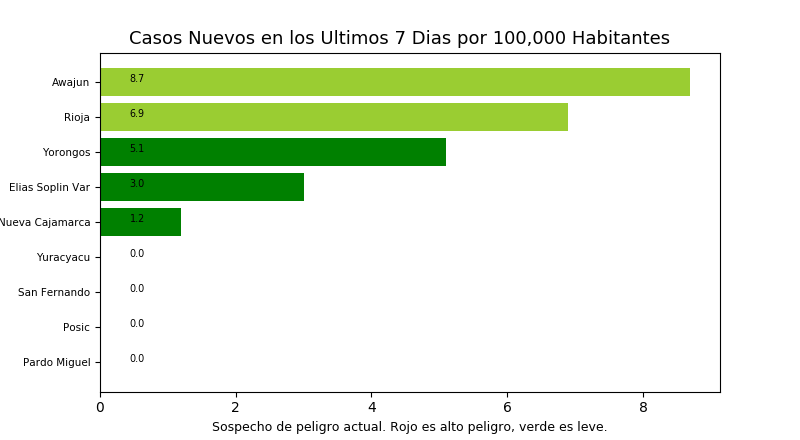 Casos Nuevos en los Ultimos 7 Dias por 100,000 Habitantes
Awajun 8.7
Rioja 6.9
Yorongos 5.1
Elias Soplin Var 3.0
Nueva Cajamarca 1.2
Yuracyacu 0.0
San Fernando 0.0
Posic 0.0
Pardo Miguel 0.0
0 2 4 6 8
Sospecho de peligro actual. Rojo es alto peligro, verde es leve.